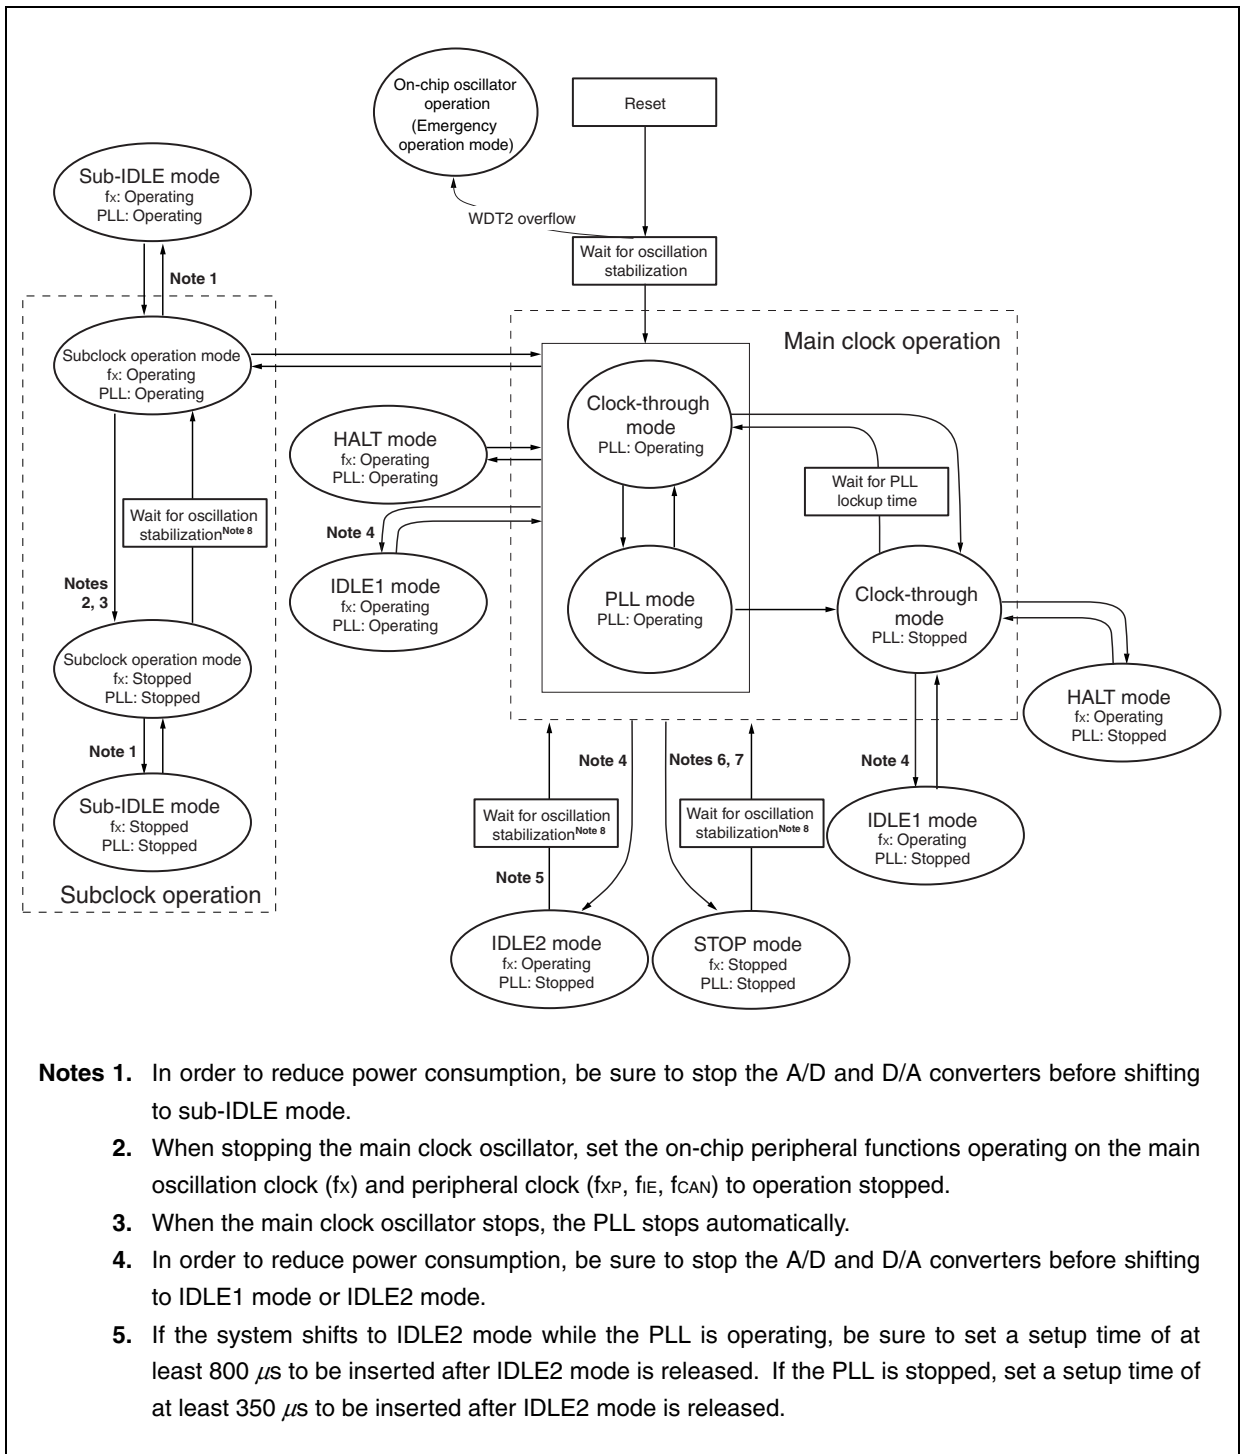 On-chip oscillator
operation
(Emergency
operation mode)
Reset
WDT2 overflow
Wait for oscillation
stabilization
Sub-IDLE mode
fx: Operating
PLL: Operating
Note 1
Subclock operation mode
fx: Operating
PLL: Operating
Wait for oscillation
stabilizationNote 8
Notes
2, 3
Subclock operation mode
fx: Stopped
PLL: Stopped
Note 1
Sub-IDLE mode
fx: Stopped
PLL: Stopped
Subclock operation
Main clock operation
Clock-through
mode
PLL: Operating
HALT mode
fx: Operating
PLL: Operating
Wait for PLL
lockup time
Note 4
IDLE1 mode
fx: Operating
PLL: Operating
PLL mode
PLL: Operating
Clock-through
mode
PLL: Stopped
HALT mode
fx: Operating
PLL: Stopped
Note 4
Notes 6, 7
Note 4
Wait for oscillation
stabilizationNote 8
Wait for oscillation
stabilizationNote 8
IDLE1 mode
fx: Operating
PLL: Stopped
Note 5
IDLE2 mode
fx: Operating
PLL: Stopped
STOP mode
fx: Stopped
PLL: Stopped
Notes 1. In order to reduce power consumption, be sure to stop the A/D and D/A converters before shifting
to sub-IDLE mode.
2. When stopping the main clock oscillator, set the on-chip peripheral functions operating on the main
oscillation clock (fx) and peripheral clock (fXP, fIE, fCAN) to operation stopped.
3. When the main clock oscillator stops, the PLL stops automatically.
4. In order to reduce power consumption, be sure to stop the A/D and D/A converters before shifting
to IDLE1 mode or IDLE2 mode.
5. If the system shifts to IDLE2 mode while the PLL is operating, be sure to set a setup time of at
least 800 μs to be inserted after IDLE2 mode is released. If the PLL is stopped, set a setup time of
at least 350 μs to be inserted after IDLE2 mode is released.